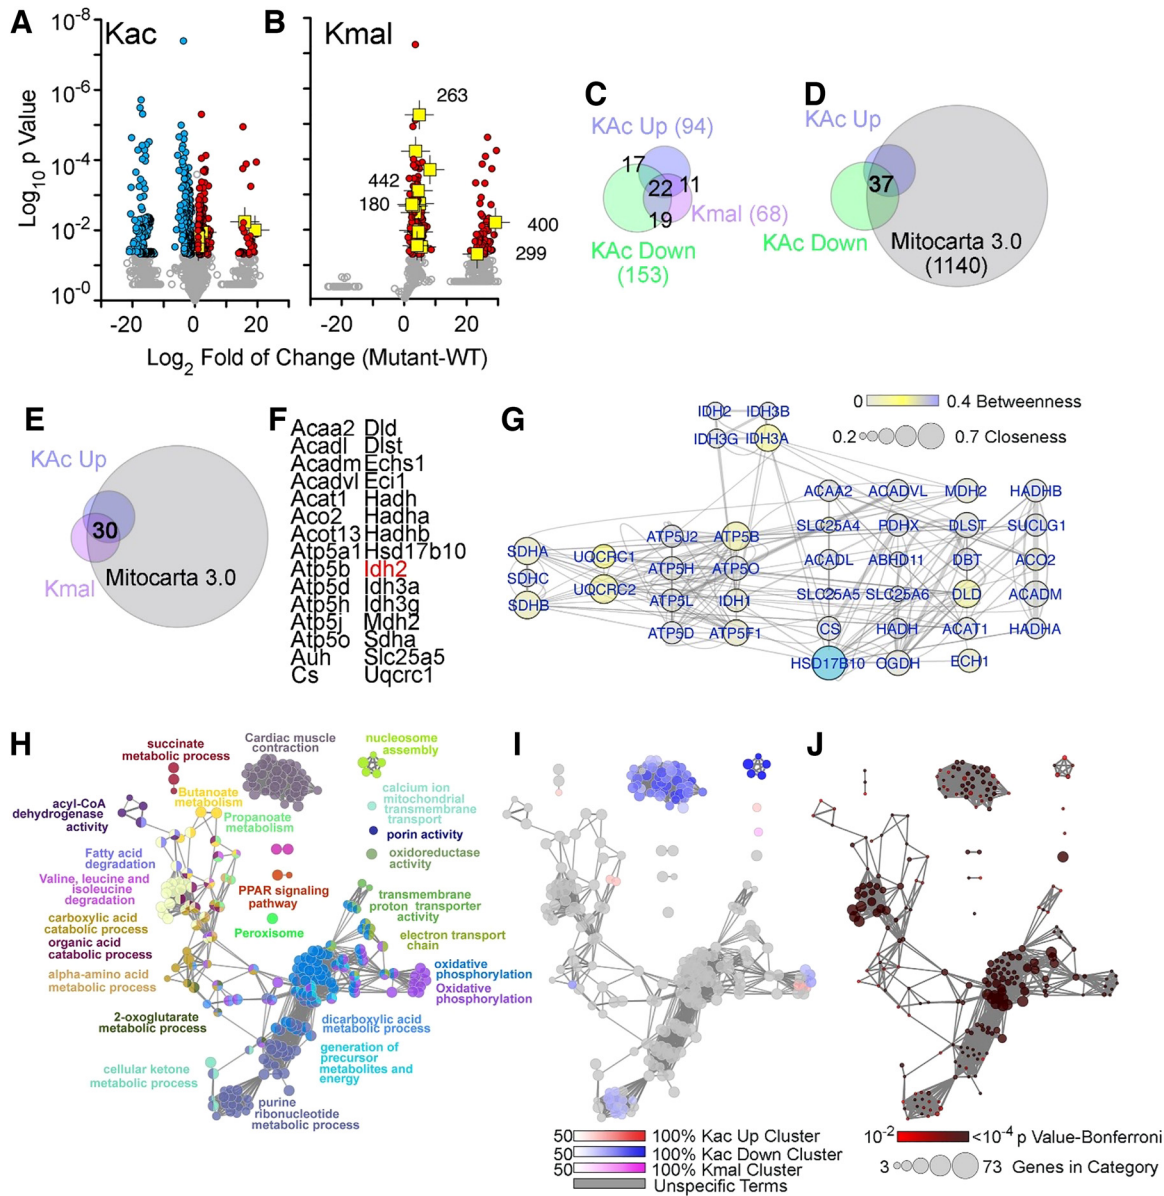 A
Kac
10-8
10-6
10-4
10-2
10-0
Log10 p Value
-20
0
20
B
Kmal
263
442
180
400
299
-20
0
20
Log2 Fold of Change (Mutant-WT)
C
KAc Up (94)
17
22
11
19
Kmal (68)
KAc Down
(153)
D
KAc Up
37
KAc Down
Mitocarta 3.0
(1140)
E
KAc Up
30
Mitocarta 3.0
Kmal
F
Acaa2 Dld
Acadl Dlst
Acadm Echs1
Acadvl Eci1
Acat1 Hadh
Aco2 Hadha
Acot13 Hadhb
Atp5a1 Hsd17b10
Atp5b Idh2
Atp5d Idh3a
Atp5h Idh3g
Atp5j Mdh2
Atp5o Sdha
Auh Slc25a5
Cs Uqcrc1
G
0 0.4 Betweenness
0.2 0.7 Closeness
IDH2 IDH3B
IDH3G IDH3A
ACAA2 ACADVL MDH2 HADHB
SLC25A4 PDHX DLST SUCLG1
ATP5J2 ATP5B
SDHA UQCRC1
ACADL ABHD11 DBT ACO2
ATP5H ATP5O
SDHC
UQCRC2
SLC25A5 SLC25A6 DLD ACADM
SDHB
ATP5L IDH1
ATP5D ATP5F1
CS HADH ACAT1 HADHA
HSD17B10 OGDH ECH1
H
succinate
metabolic process
Cardiac muscle
contraction
nucleosome
assembly
Butanoate
metabolism
calcium ion
mitochondrial
transmembrane
transport
acyl-CoA
dehydrogenase
activity
Propanoate
metabolism
porin activity
Fatty acid
degradation
oxidoreductase
activity
Valine, leucine and
isoleucine
degradation
PPAR signaling
pathway
transmembrane
proton transporter
activity
carboxylic acid
catabolic process
Peroxisome
electron transport
chain
organic acid
catabolic process
oxidative
phosphorylation
alpha-amino acid
metabolic process
Oxidative
phosphorylation
2-oxoglutarate
metabolic process
dicarboxylic acid
metabolic process
generation of
precursor
metabolites and
energy
cellular ketone
metabolic process
purine
ribonucleotide
metabolic process
I
50 100% Kac Up Cluster
50 100% Kac Down Cluster
50 100% Kmal Cluster
Unspecific Terms
J
10-2 <10-4 p Value-Bonferroni
3 73 Genes in Category